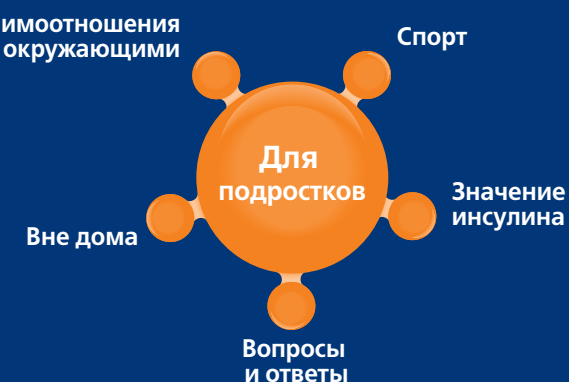 имоотношения
окружающими
Спорт
Для
подростков
Значение
инсулина
Вне дома
Вопросы
и ответы